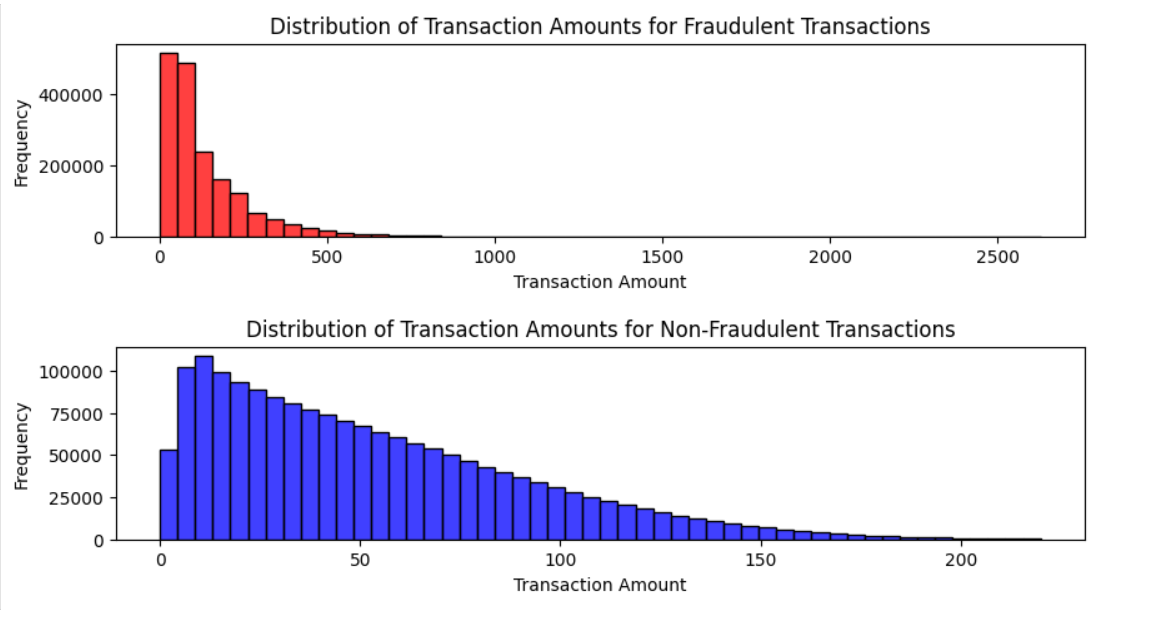 Distribution of Transaction Amounts for Fraudulent Transactions
Frequency
400000
200000
0
0 500 1000 1500 2000 2500
Transaction Amount
Distribution of Transaction Amounts for Non-Fraudulent Transactions
Frequency
100000
75000
50000
25000
0
0 50 100 150 200
Transaction Amount